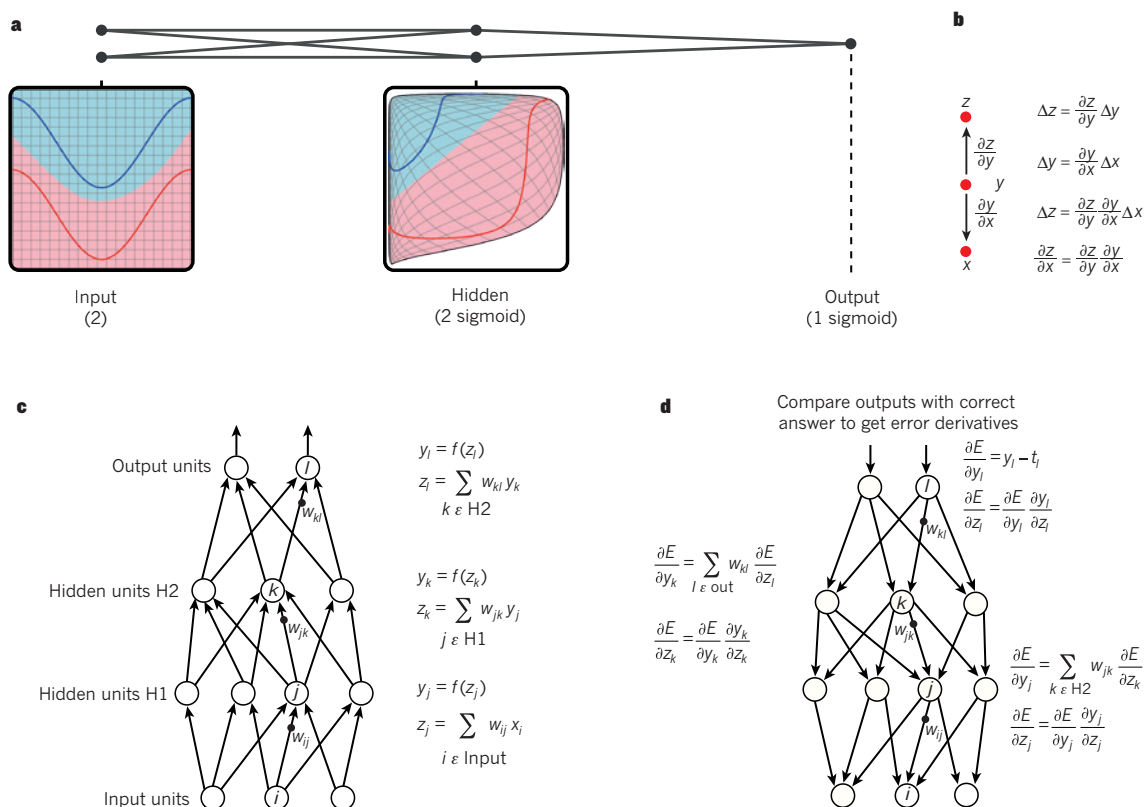 a
Input
(2)
Hidden
(2 sigmoid)
Output
(1 sigmoid)
b
z
∂z/∂y
y
∂y/∂x
x
Δz = ∂z/∂y Δy
Δy = ∂y/∂x Δx
Δz = ∂z/∂y ∂y/∂x Δx
∂z/∂x = ∂z/∂y ∂y/∂x
c
Output units
l
w_kl
Hidden units H2
k
w_jk
Hidden units H1
j
w_ij
Input units
i
y_l = f(z_l)
z_l = ∑ w_kl y_k
k ε H2
y_k = f(z_k)
z_k = ∑ w_jk y_j
j ε H1
y_j = f(z_j)
z_j = ∑ w_ij x_i
i ε Input
d
Compare outputs with correct
answer to get error derivatives
l
w_kl
k
w_jk
j
w_ij
i
∂E/∂y_l = y_l − t_l
∂E/∂z_l = ∂E/∂y_l ∂y_l/∂z_l
∂E/∂y_k = ∑ w_kl ∂E/∂z_l
l ε out
∂E/∂z_k = ∂E/∂y_k ∂y_k/∂z_k
∂E/∂y_j = ∑ w_jk ∂E/∂z_k
k ε H2
∂E/∂z_j = ∂E/∂y_j ∂y_j/∂z_j